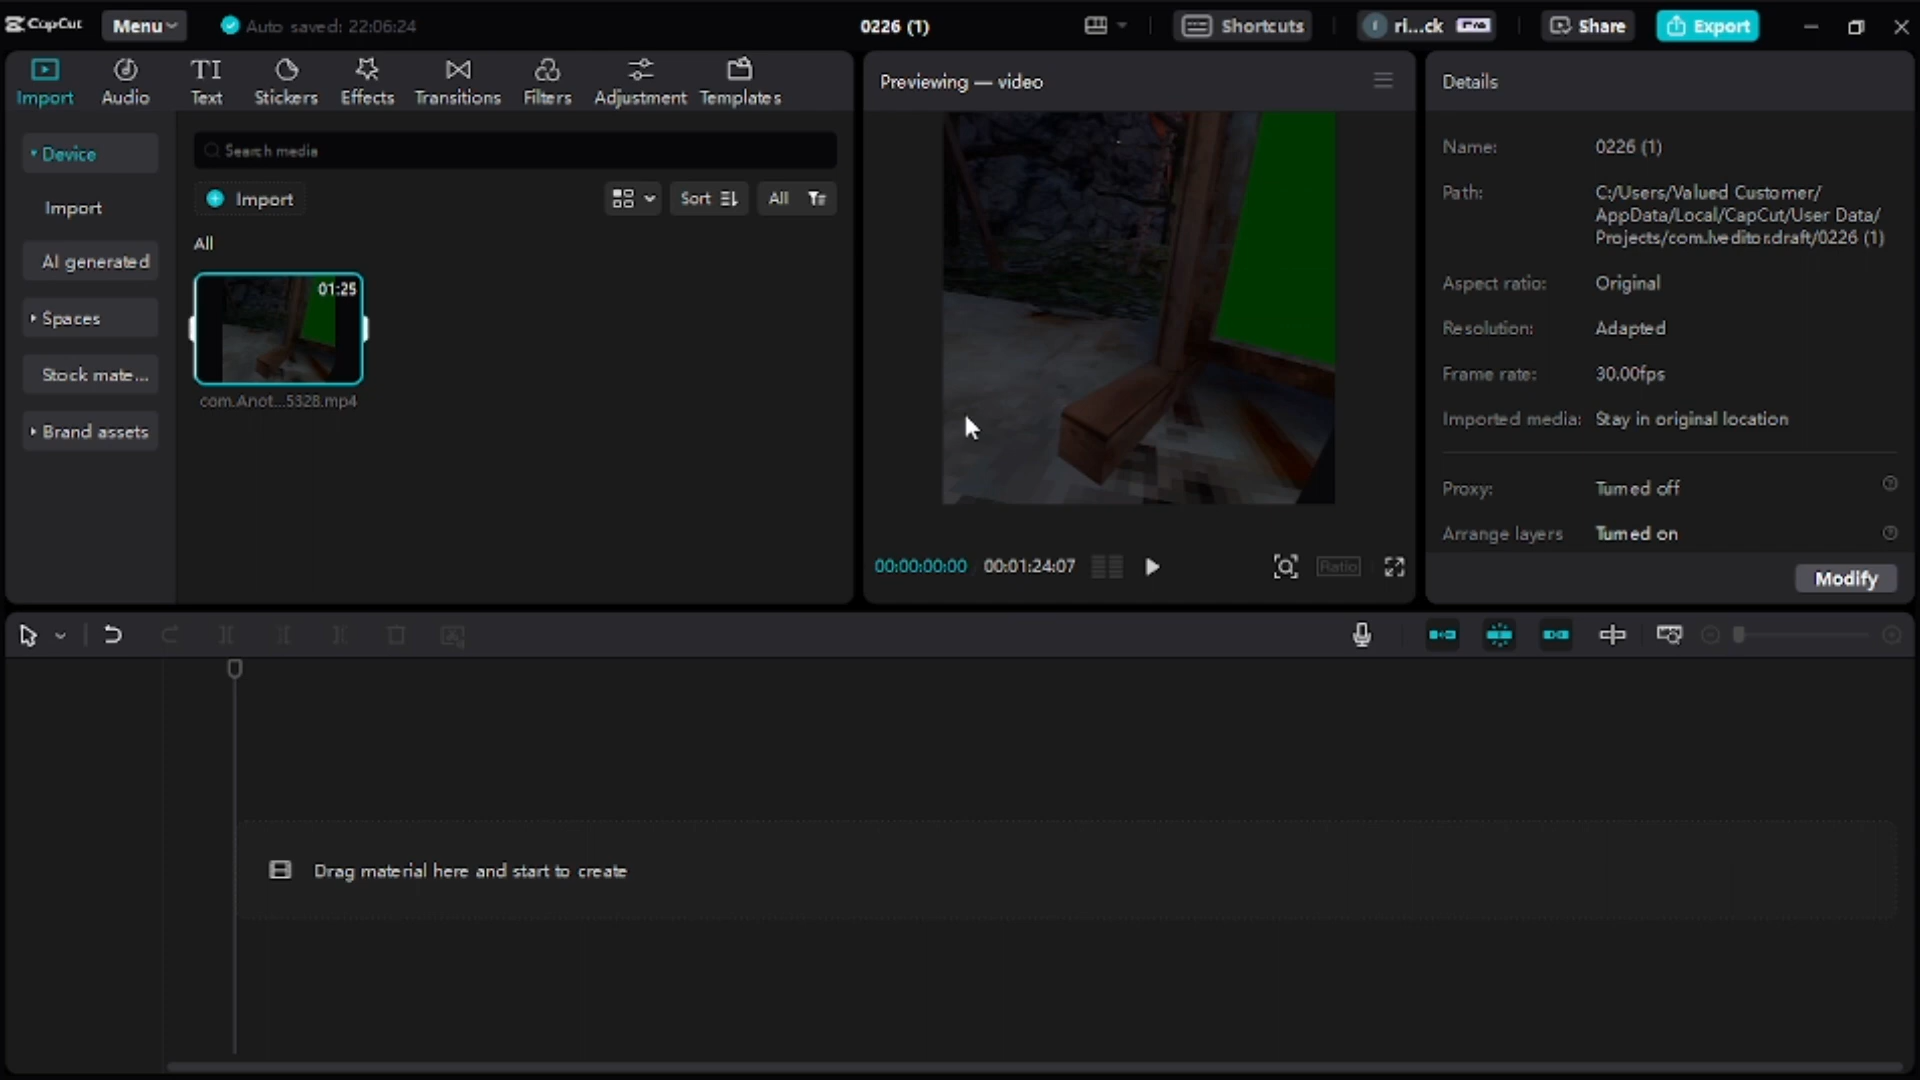 CapCut
Menu
Auto saved: 22:06:24
0226 (1)
Shortcuts
ri...ck
Share
Export
Import
Audio
TI
Text
Stickers
Effects
Transitions
Filters
Adjustment
Templates
Device
Import
AI generated
Spaces
Stock mate...
Brand assets
Search media
Import
Sort
All
All
01:25
com.Anot...5328.mp4
Previewing — video
00:00:00:00
00:01:24:07
Ratio
Details
Name: 0226 (1)
Path: C:/Users/Valued Customer/
AppData/Local/CapCut/User Data/
Projects/com.lveditor.draft/0226 (1)
Aspect ratio: Original
Resolution: Adapted
Frame rate: 30.00fps
Imported media: Stay in original location
Proxy: Turned off
Arrange layers Turned on
Modify
Drag material here and start to create